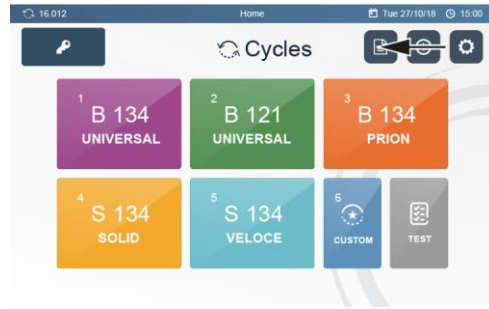 16.012 Home Tue 27/10/18 15:00
Cycles
1 B 134 UNIVERSAL
2 B 121 UNIVERSAL
3 B 134 PRION
4 S 134 SOLID
5 S 134 VELOCE
6 CUSTOM
TEST